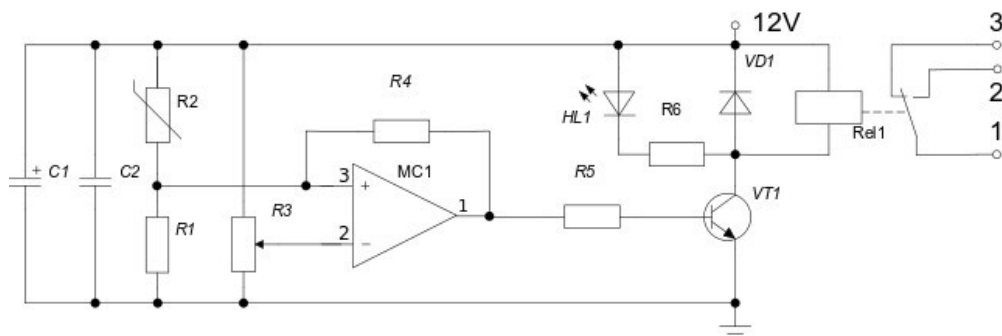 12V
3
VD1
R4
R2
HL1
R6
2
Rel1
+ C1
C2
3
+
MC1
R5
1
R1
R3
1
VT1
2
−